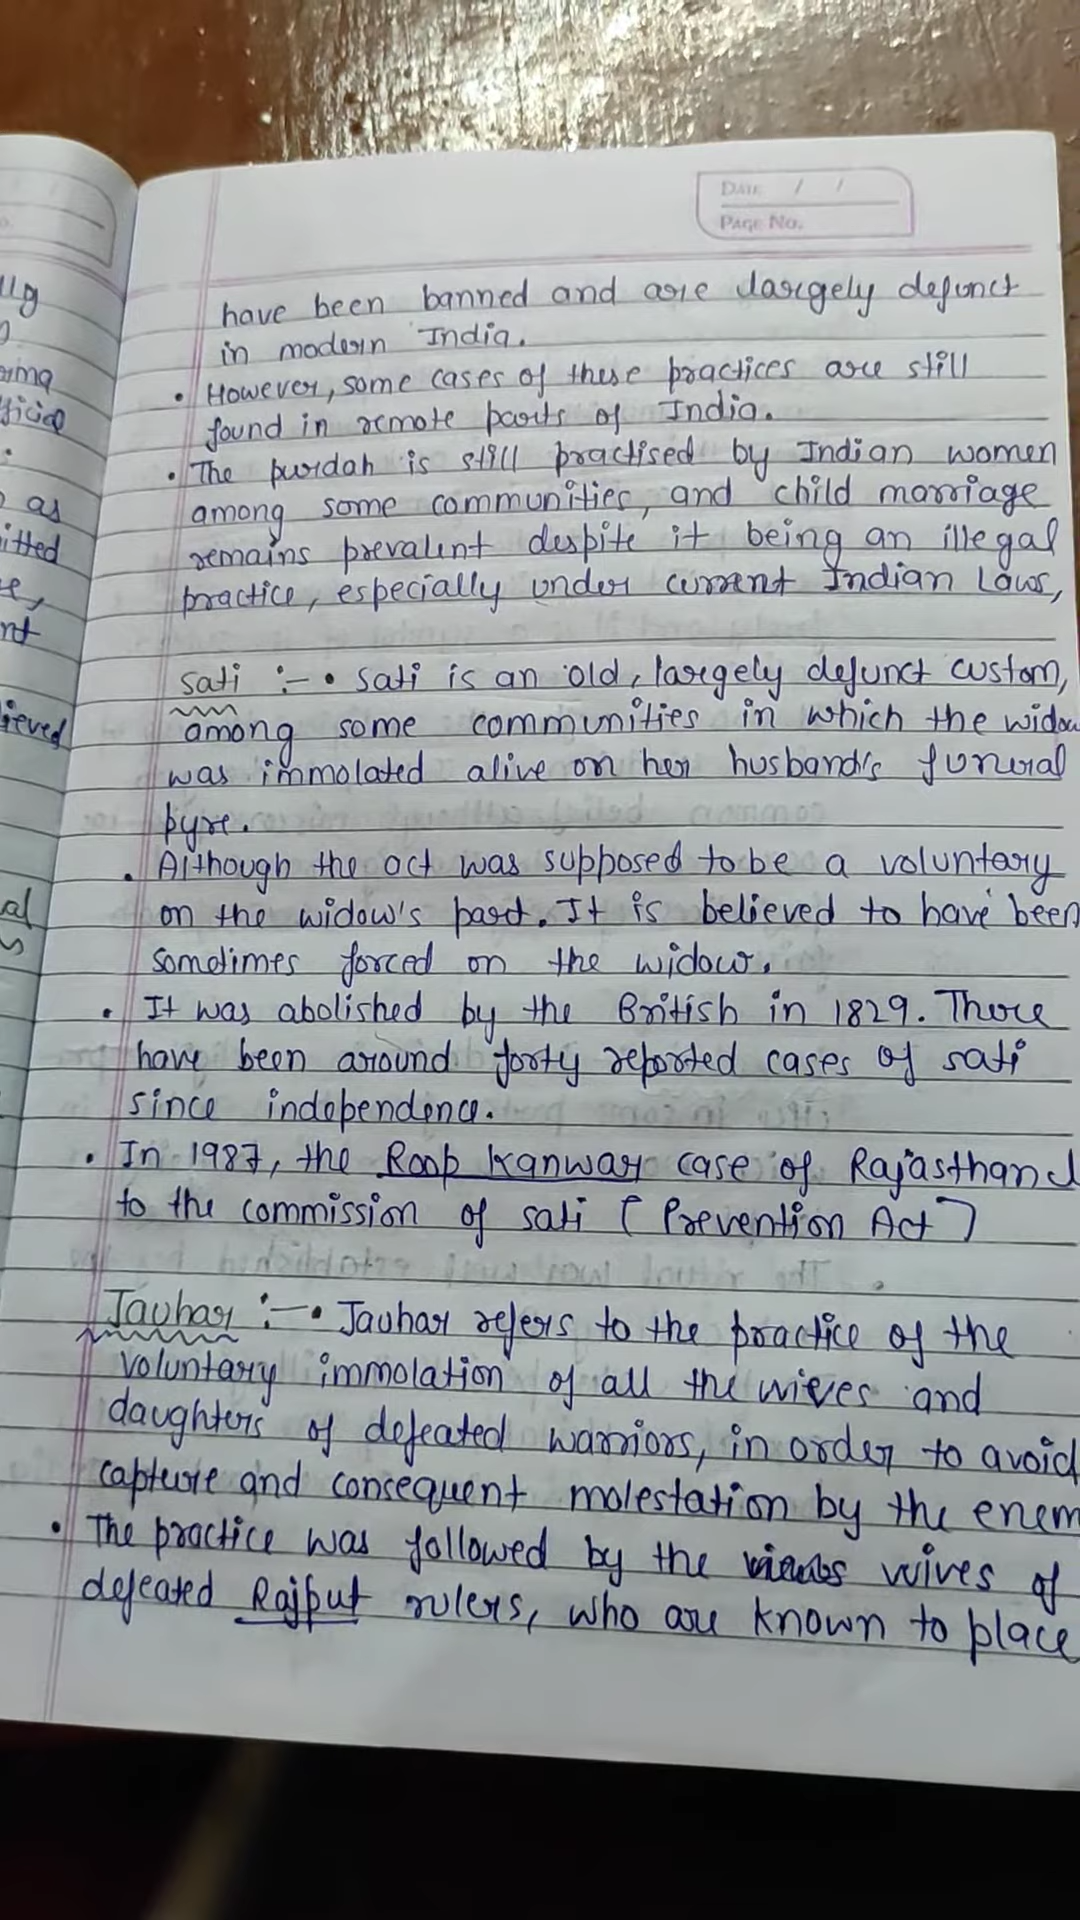 DATE / /
PAGE No.
have been banned and are largely defunct
in modern India.
• However, some cases of these practices are still
found in remote parts of India.
• The purdah is still practised by Indian women
among some communities, and child marriage
remains prevalent despite it being an illegal
practice, especially under current Indian Laws,
Sati :- • Sati is an old, largely defunct custom,
among some communities in which the widow
was immolated alive on her husband's funeral
pyre.
• Although the act was supposed to be a voluntary
on the widow's part. It is believed to have been
sometimes forced on the widow.
• It was abolished by the British in 1829. There
have been around forty reported cases of sati
since independence.
• In 1987, the Roop Kanwar case of Rajasthan
to the commission of sati [Prevention Act]
Jauhar :- • Jauhar refers to the practice of the
voluntary immolation of all the wives and
daughters of defeated warriors, in order to avoid
capture and consequent molestation by the enem
• The practice was followed by the wives of
defeated Rajput rulers, who are known to place